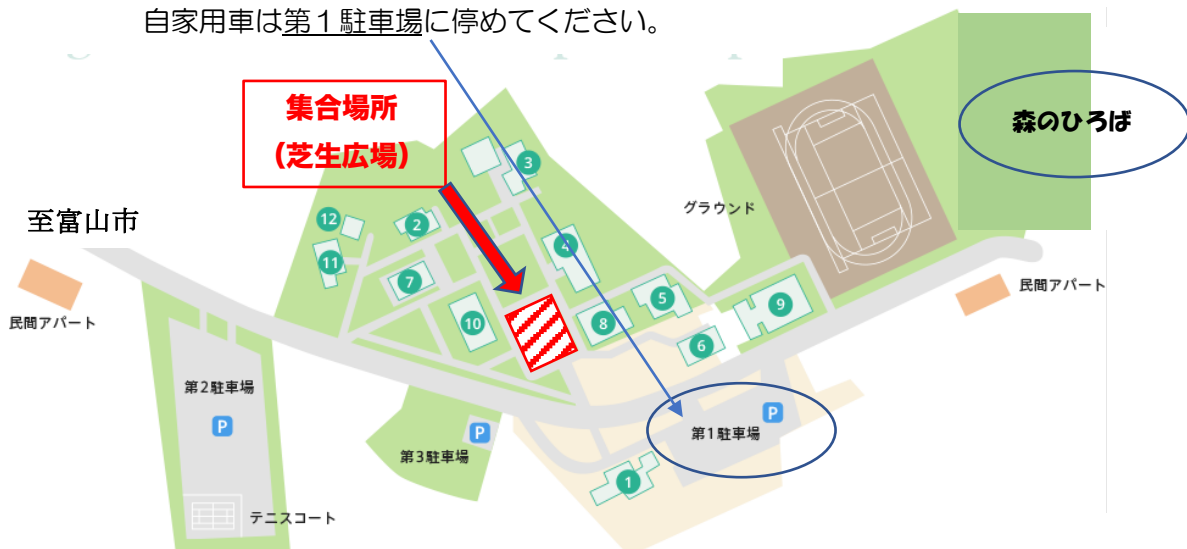 自家用車は第１駐車場に停めてください。
集合場所
（芝生広場）
森のひろば
3
12
2
グラウンド
至富山市
4
11
7
民間アパート
5
9
10
8
民間アパート
6
第2駐車場
P
P
P
第1駐車場
第3駐車場
1
テニスコート